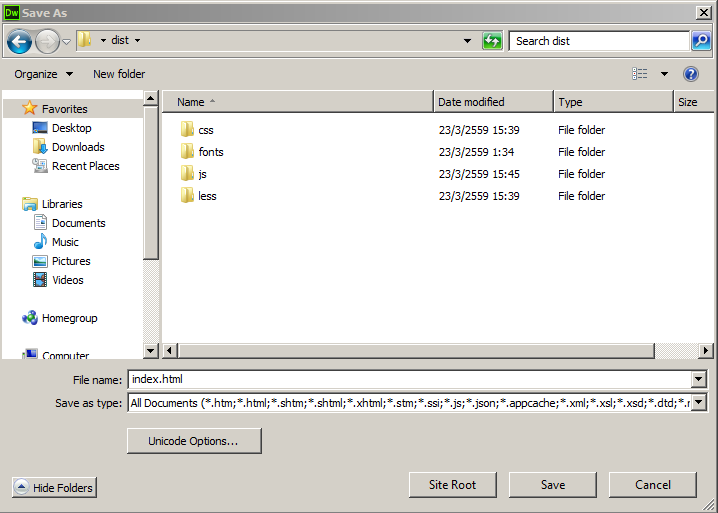 Dw Save As
dist
Search dist
Organize New folder
Name Date modified Type Size
Favorites
Desktop
Downloads
Recent Places
Libraries
Documents
Music
Pictures
Videos
Homegroup
Computer
css 23/3/2559 15:39 File folder
fonts 23/3/2559 1:34 File folder
js 23/3/2559 15:45 File folder
less 23/3/2559 15:39 File folder
File name: index.html
Save as type: All Documents (*.htm;*.html;*.shtm;*.shtml;*.xhtml;*.stm;*.ssi;*.js;*.json;*.appcache;*.xml;*.xsl;*.xsd;*.dtd;*.r
Unicode Options...
Hide Folders Site Root Save Cancel